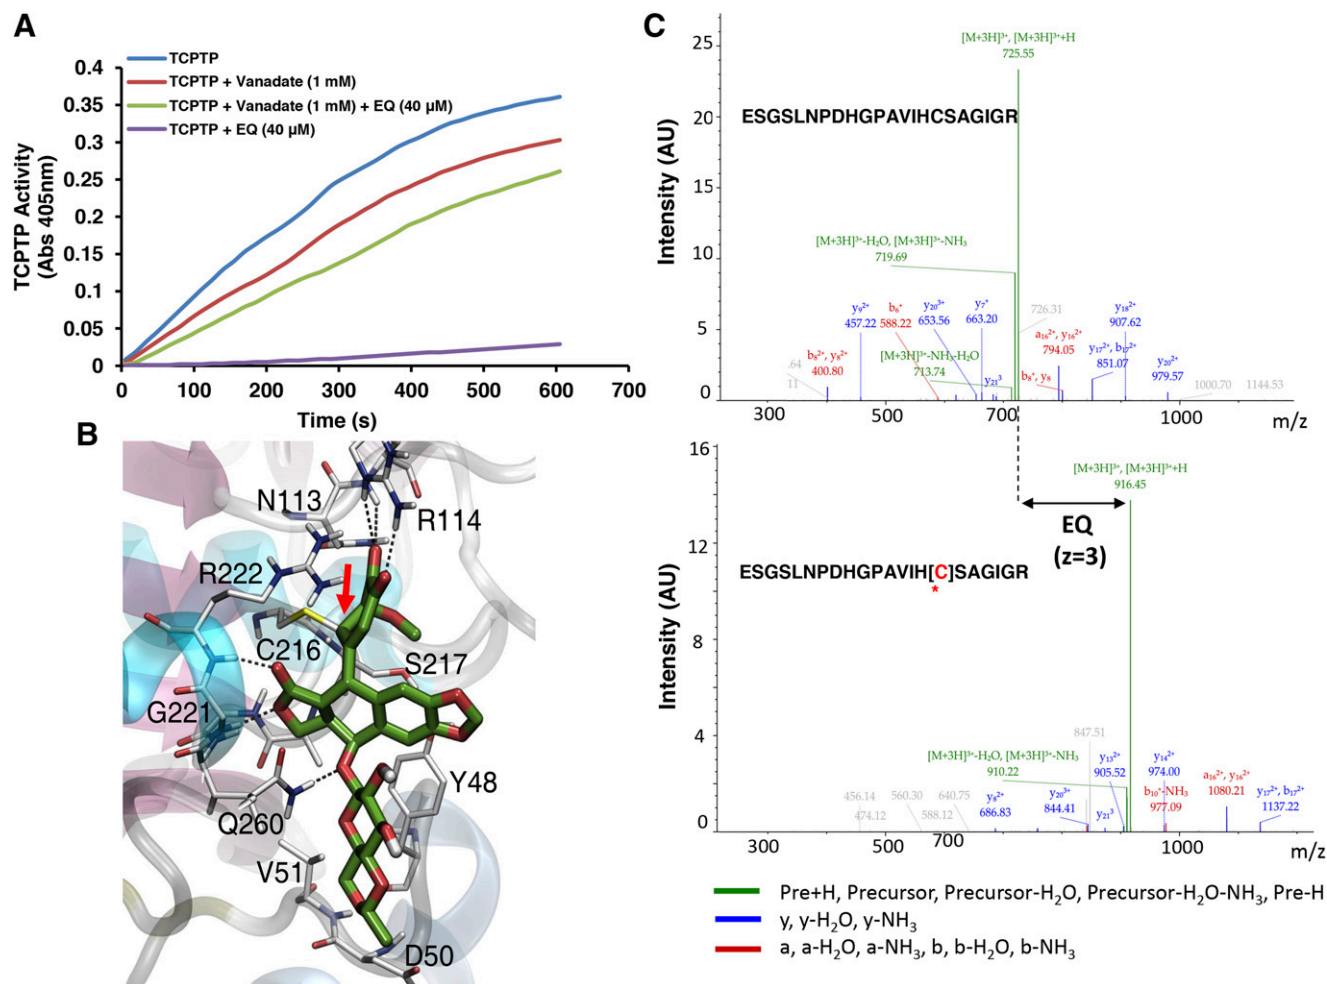 A
TCPTP
TCPTP + Vanadate (1 mM)
TCPTP + Vanadate (1 mM) + EQ (40 µM)
TCPTP + EQ (40 µM)
TCPTP Activity
(Abs 405nm)
0.4
0.35
0.3
0.25
0.2
0.15
0.1
0.05
0
0 100 200 300 400 500 600 700
Time (s)
B
N113
R114
R222
C216
S217
G221
Y48
Q260
V51
D50
C
Intensity (AU)
25
20
15
10
5
0
[M+3H]³⁺, [M+3H]³⁺+H
725.55
ESGSLNPDHGPAVIHCSAGIGR
[M+3H]³⁺-H₂O, [M+3H]³⁺-NH₃
719.69
y₉²⁺
457.22
b₆⁺
588.22
y₂₀³⁺
653.56
y₇⁺
663.20
726.31
y₁₈²⁺
907.62
a₁₆²⁺, y₁₆²⁺
794.05
[M+3H]³⁺-NH₃-H₂O
713.74
b₈²⁺, y₈²⁺
400.80
y₁₇²⁺, b₁₇²⁺
851.07
b₈⁺, y₈
y₂₀²⁺
979.57
y₂₁³
.64
11
1000.70
1144.53
300 500 700 1000 m/z
Intensity (AU)
16
12
8
4
0
[M+3H]³⁺, [M+3H]³⁺+H
916.45
EQ
(z=3)
ESGSLNPDHGPAVIH[C]SAGIGR
*
847.51
[M+3H]³⁺-H₂O, [M+3H]³⁺-NH₃
910.22
y₁₃²⁺
905.52
y₁₄²⁺
974.00
a₁₆²⁺, y₁₆²⁺
1080.21
456.14
474.12
560.30
588.12
640.75
y₈²⁺
686.83
y₂₀³⁺
844.41
y₂₁³
b₁₀⁺-NH₃
977.09
y₁₇²⁺, b₁₇²⁺
1137.22
300 500 700 1000 m/z
Pre+H, Precursor, Precursor-H₂O, Precursor-H₂O-NH₃, Pre-H
y, y-H₂O, y-NH₃
a, a-H₂O, a-NH₃, b, b-H₂O, b-NH₃